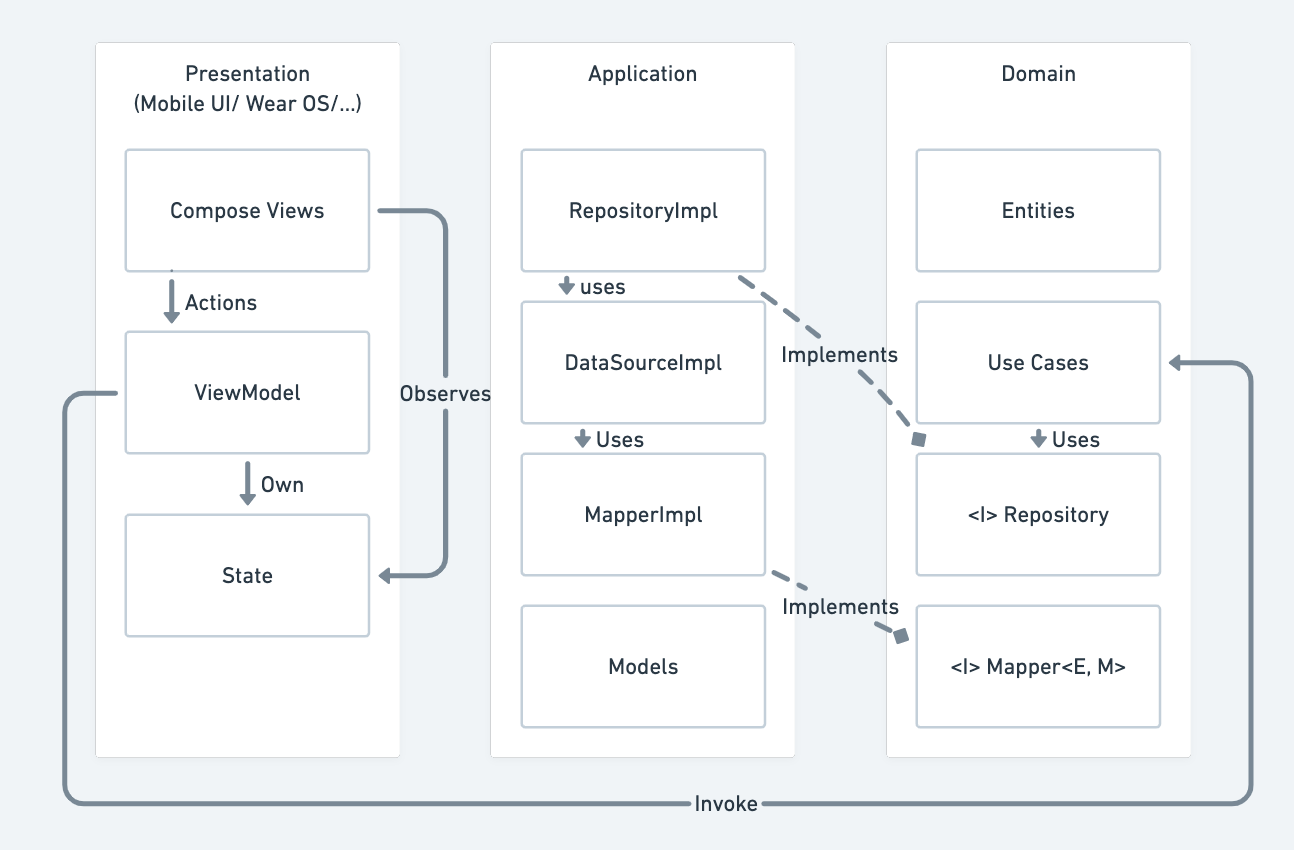 Presentation
(Mobile UI/ Wear OS/...)
Compose Views
Actions
ViewModel
Own
State
Observes
Application
RepositoryImpl
uses
DataSourceImpl
Uses
MapperImpl
Models
Implements
Implements
Domain
Entities
Use Cases
Uses
<I> Repository
<I> Mapper<E, M>
Invoke